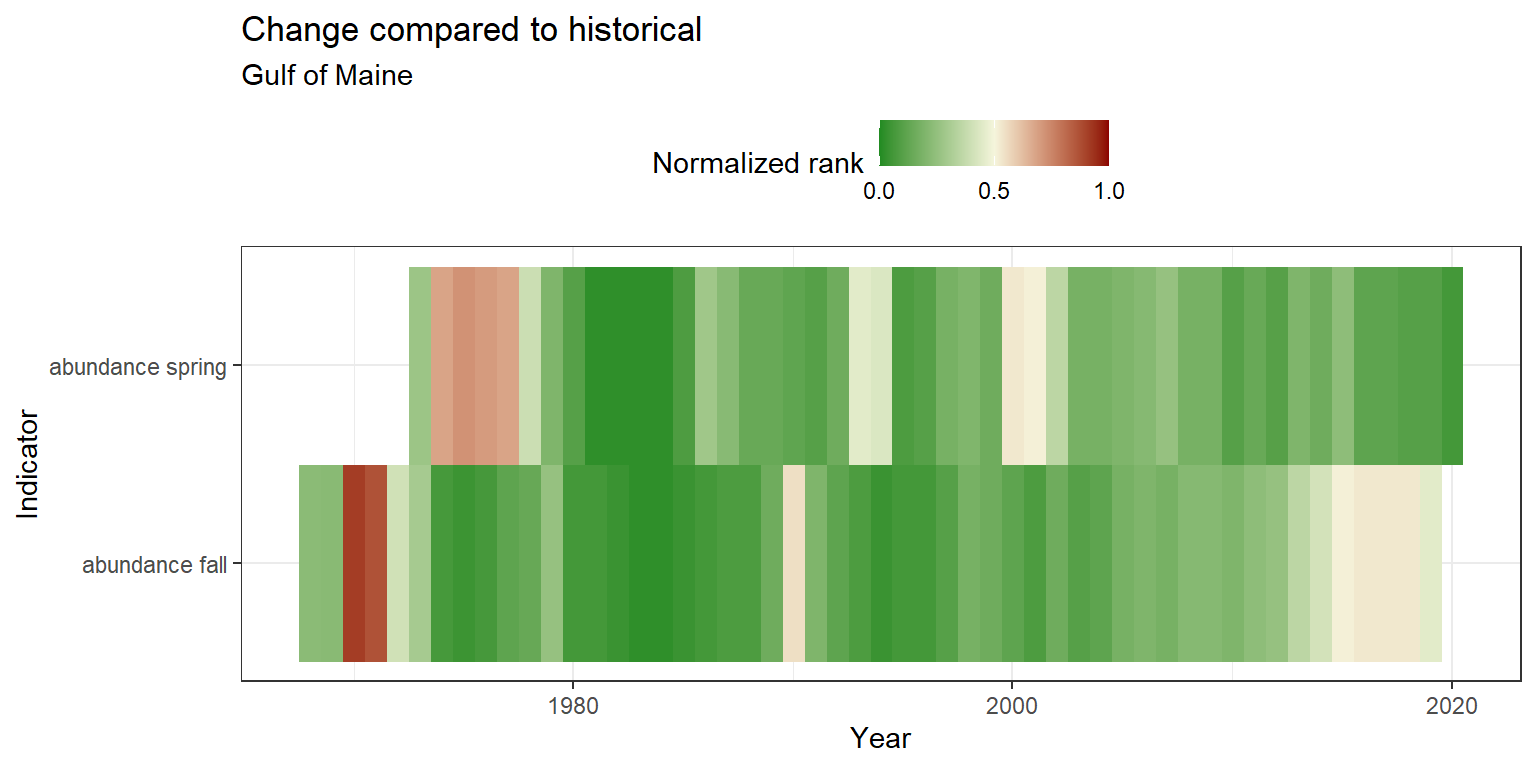 Change compared to historical
Gulf of Maine
Normalized rank
0.0 0.5 1.0
abundance spring
abundance fall
Indicator
1980 2000 2020
Year